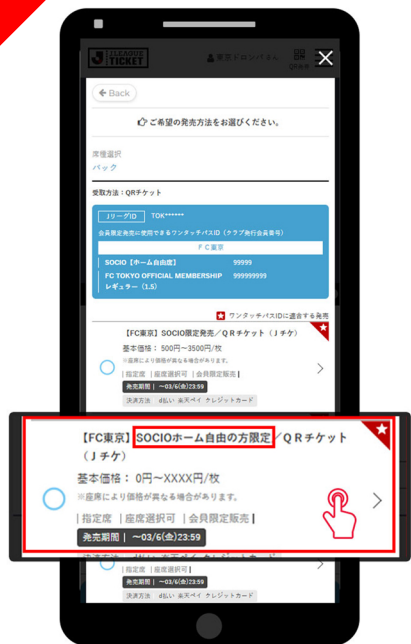 J.LEAGUE
TICKET
東京ドロンパさん
QR発券
← Back
ご希望の発売方法をお選びください。
席種選択
バック
受取方法：QRチケット
JリーグID TOK******
会員限定発売に使用できるワンタッチパスID（クラブ発行会員番号）
FC東京
SOCIO【ホーム自由席】 99999
FC TOKYO OFFICIAL MEMBERSHIP 999999999
レギュラー（1.5）
ワンタッチパスIDに適合する発売
【FC東京】SOCIO限定発売／QRチケット（Jチケ）
基本価格： 500円〜3500円/枚
※座席により価格が異なる場合があります。
|指定席 |座席選択可 |会員限定販売|
発売期間｜ 〜03/6(金)23:59
決済方法 d払い 楽天ペイ クレジットカード
【FC東京】SOCIOホーム自由の方限定／QRチケット
（Jチケ）
基本価格： 0円〜XXXX円/枚
※座席により価格が異なる場合があります。
|指定席 |座席選択可 |会員限定販売|
発売期間｜ 〜03/6(金)23:59
|指定席 |座席選択可|
発売期間｜ 〜03/6(金)23:59
決済方法 d払い 楽天ペイ クレジットカード